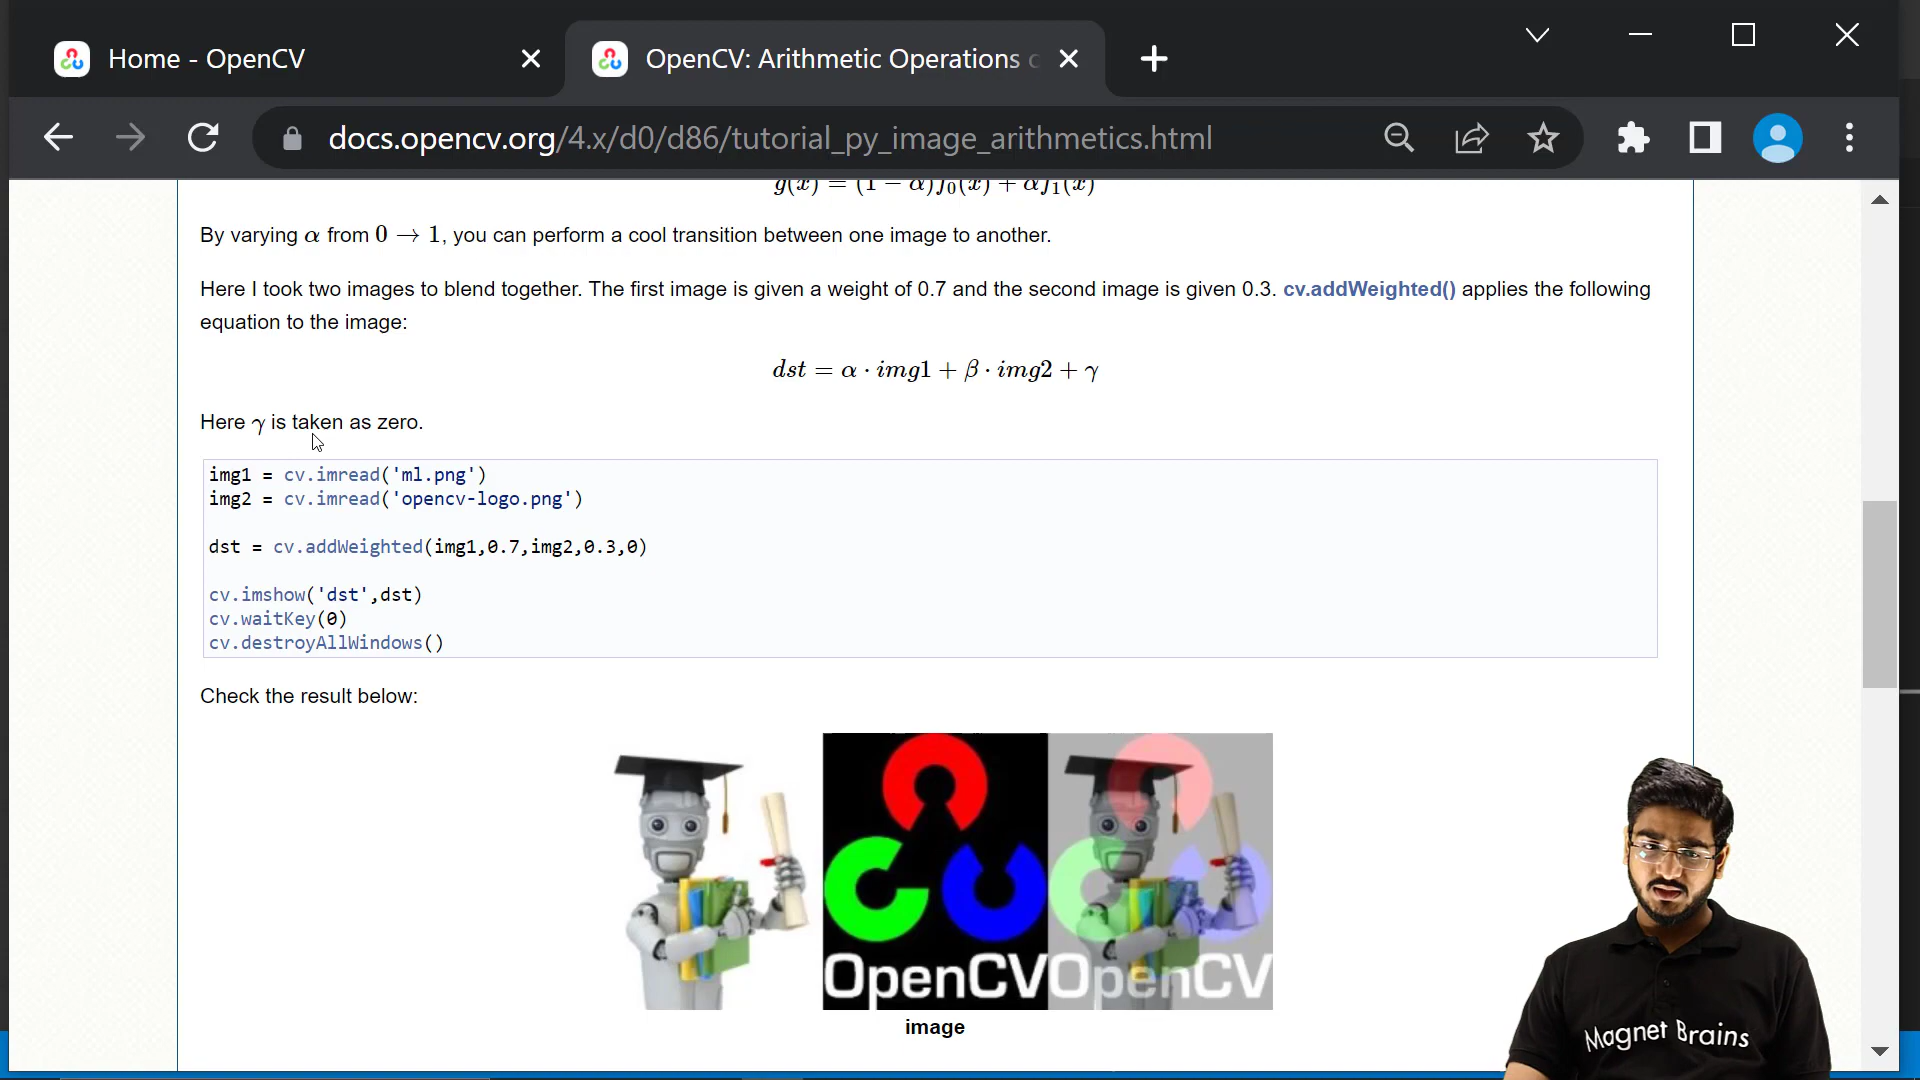 Home - OpenCV
OpenCV: Arithmetic Operations
docs.opencv.org/4.x/d0/d86/tutorial_py_image_arithmetics.html
g(x) = (1 − α)f0(x) + αf1(x)
By varying α from 0 → 1, you can perform a cool transition between one image to another.
Here I took two images to blend together. The first image is given a weight of 0.7 and the second image is given 0.3. cv.addWeighted() applies the following
equation to the image:
dst = α · img1 + β · img2 + γ
Here γ is taken as zero.
img1 = cv.imread('ml.png')
img2 = cv.imread('opencv-logo.png')
dst = cv.addWeighted(img1,0.7,img2,0.3,0)
cv.imshow('dst',dst)
cv.waitKey(0)
cv.destroyAllWindows()
Check the result below:
OpenCV OpenCV
image
Magnet Brains